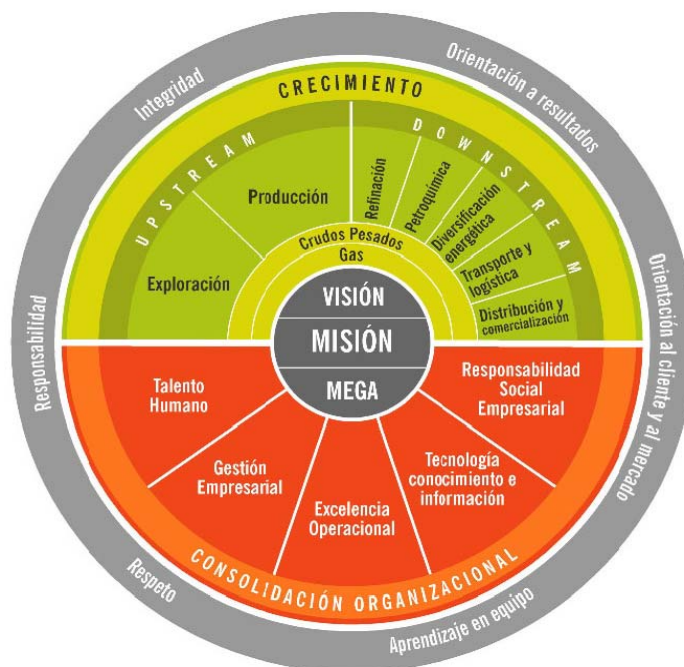 Integridad
Orientación a resultados
CRECIMIENTO
UPSTREAM
DOWNSTREAM
Exploración
Producción
Refinación
Petroquímica
Diversificación
energética
Transporte y
logística
Distribución y
comercialización
Crudos Pesados
Gas
VISIÓN
MISIÓN
MEGA
Responsabilidad
Orientación al cliente y al mercado
Talento
Humano
Gestión
Empresarial
Excelencia
Operacional
Tecnología
conocimiento e
información
Responsabilidad
Social
Empresarial
CONSOLIDACIÓN ORGANIZACIONAL
Respeto
Aprendizaje en equipo